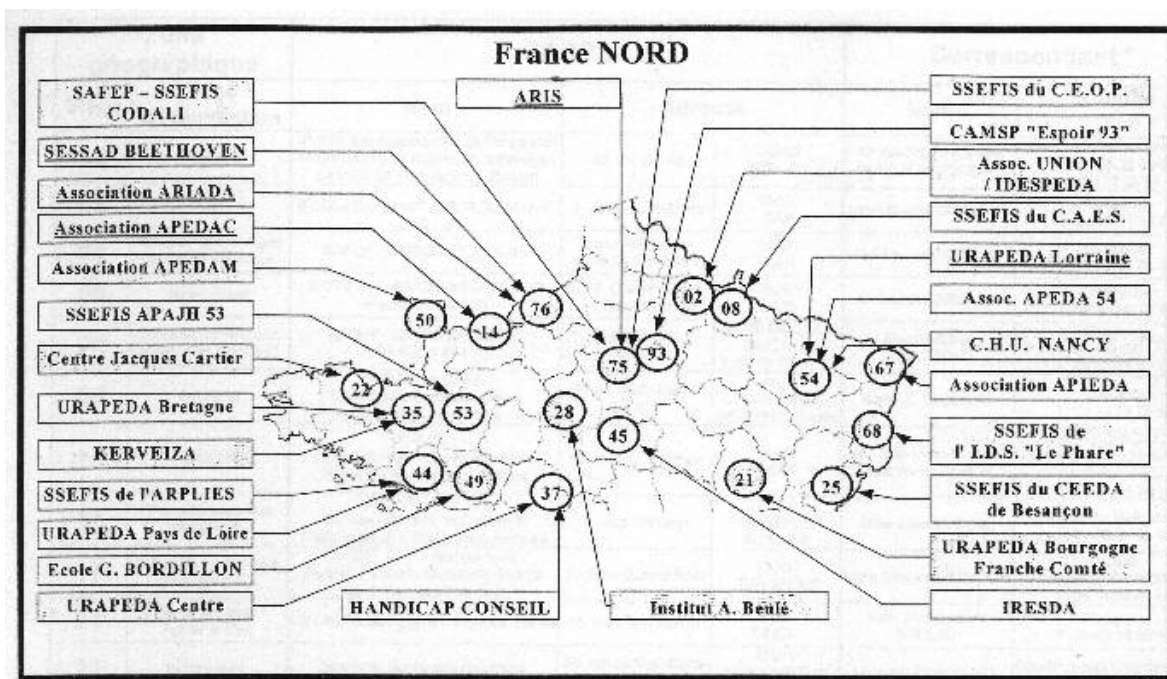 France NORD
SAFEP – SSEFIS
CODALI
SESSAD BEETHOVEN
Association ARIADA
Association APEDAC
Association APEDAM
SSEFIS APAJH 53
Centre Jacques Cartier
URAPEDA Bretagne
KERVEIZA
SSEFIS de l'ARPLIES
URAPEDA Pays de Loire
Ecole G. BORDILLON
URAPEDA Centre
ARIS
HANDICAP CONSEIL
Institut A. Beulé
SSEFIS du C.E.O.P.
CAMSP "Espoir 93"
Assoc. UNION
/ IDESPEDA
SSEFIS du C.A.E.S.
URAPEDA Lorraine
Assoc. APEDA 54
C.H.U. NANCY
Association APIEDA
SSEFIS de
l' I.D.S. "Le Phare"
SSEFIS du CEEDA
de Besançon
URAPEDA Bourgogne
Franche Comté
IRESDA
02
08
76
50
14
93
75
67
54
22
35
53
28
45
68
44
49
37
21
25